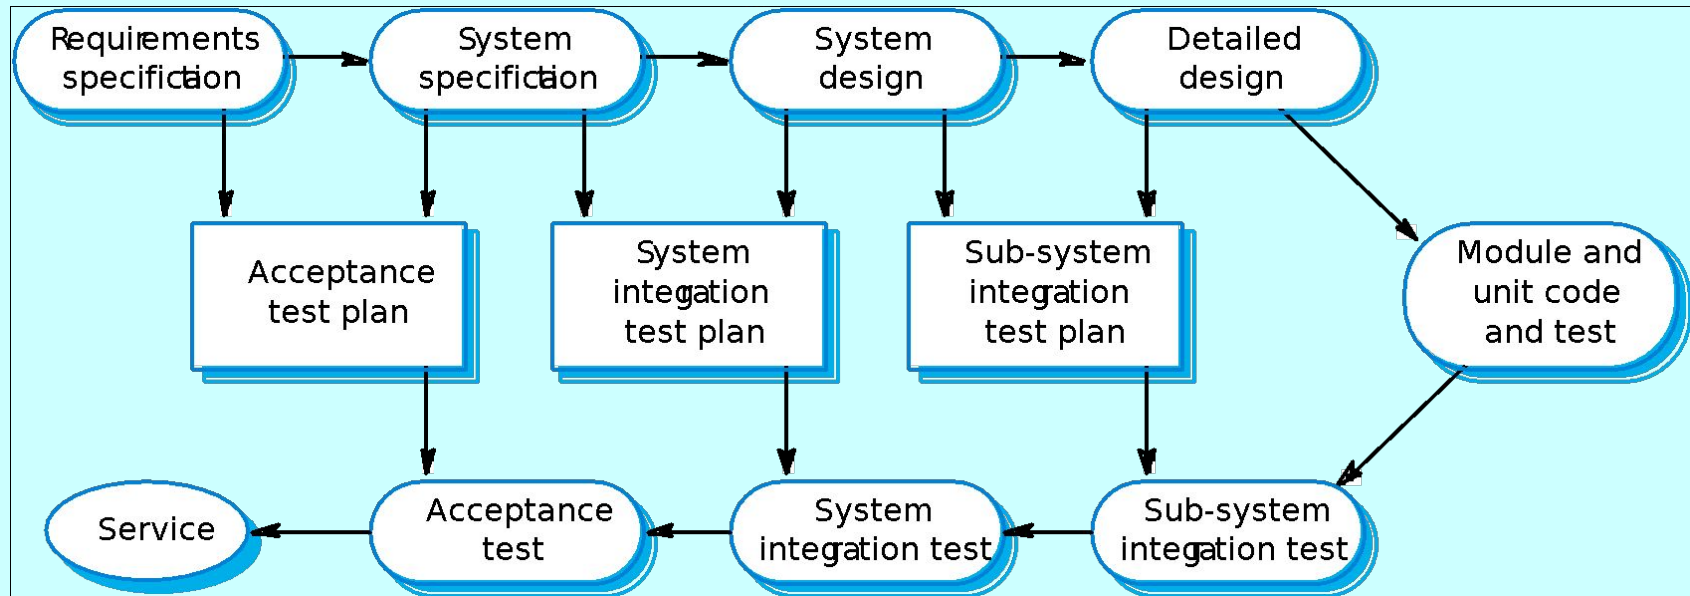 Requirements
specification
System
specification
System
design
Detailed
design
Acceptance
test plan
System
integration
test plan
Sub-system
integration
test plan
Module and
unit code
and test
Service
Acceptance
test
System
integration test
Sub-system
integration test